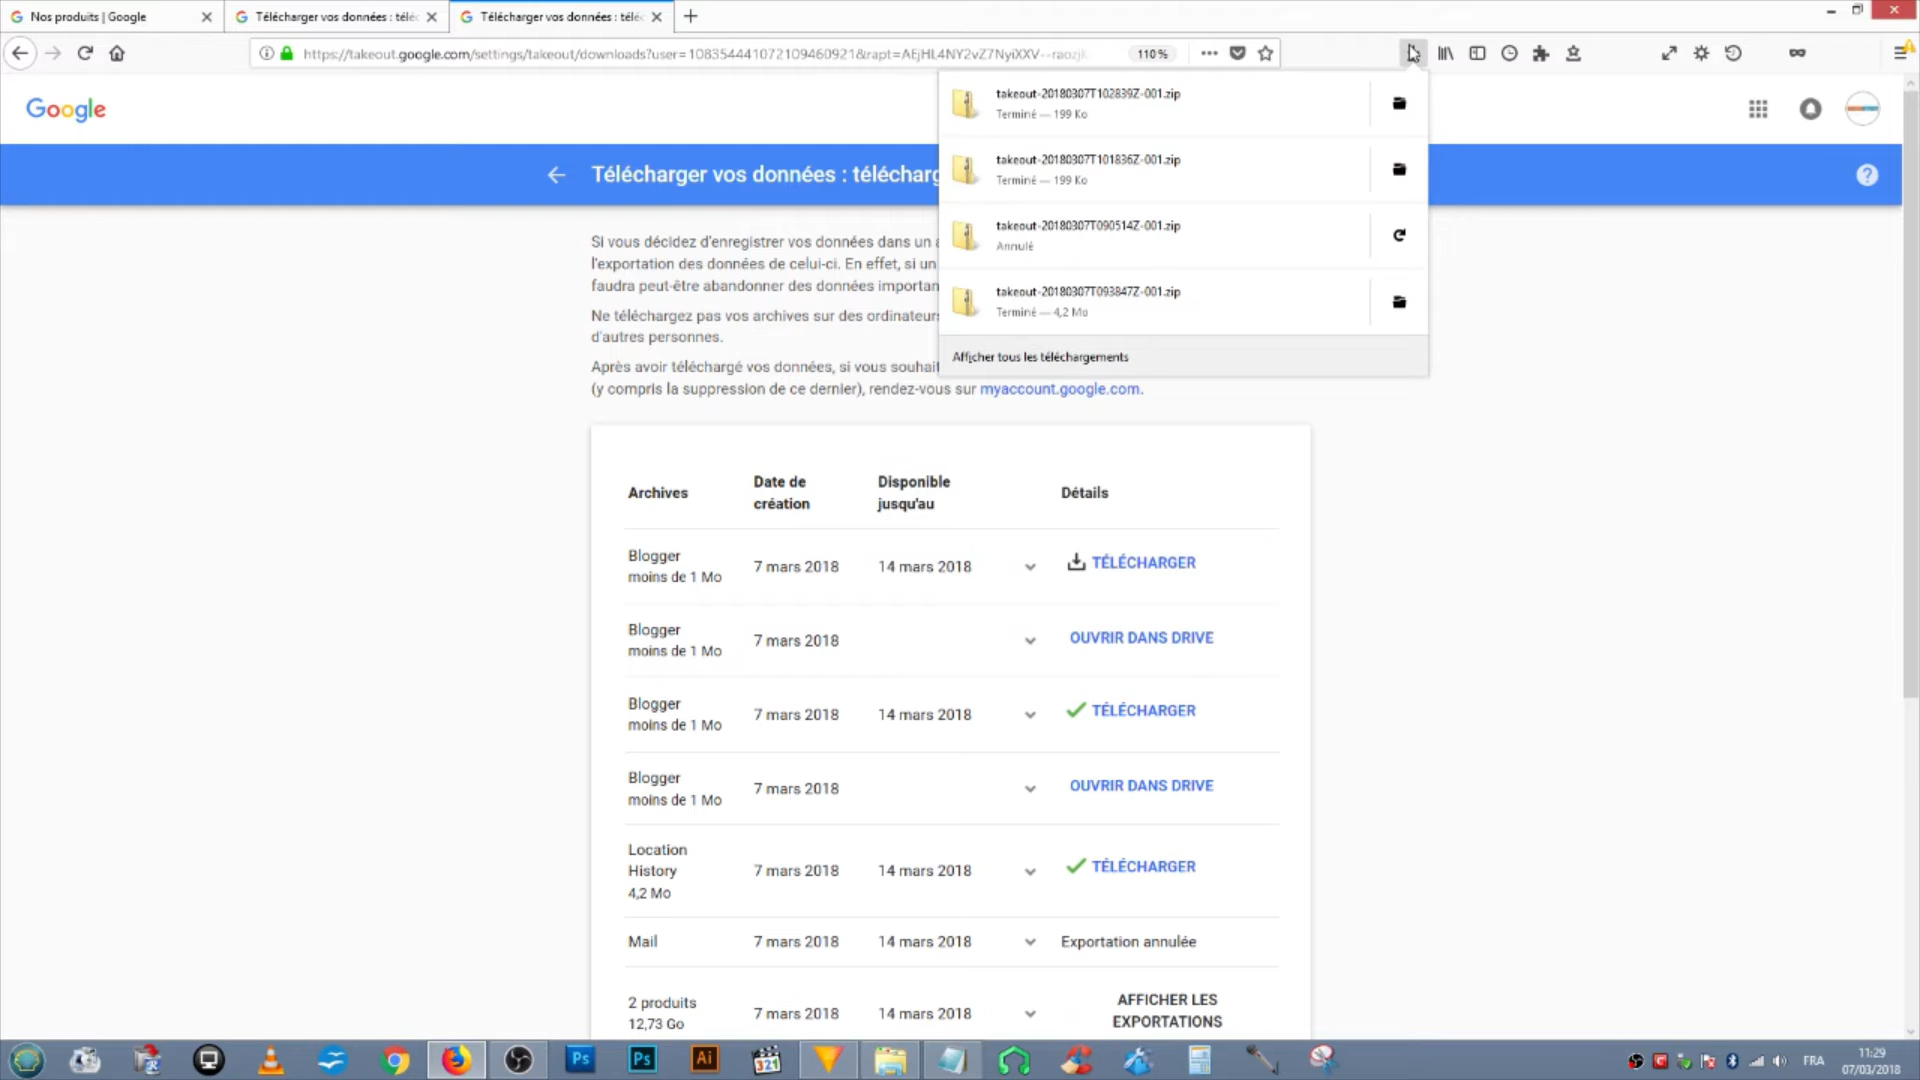 Nos produits | Google
Télécharger vos données : télé
Télécharger vos données : télé
https://takeout.google.com/settings/takeout/downloads?user=108354441072109460921&rapt=AEjHL4NY2vZ7NyiXXV--raozjk
110 %
Google
takeout-20180307T102839Z-001.zip
Terminé — 199 Ko
takeout-20180307T101836Z-001.zip
Terminé — 199 Ko
takeout-20180307T090514Z-001.zip
Annulé
takeout-20180307T093847Z-001.zip
Terminé — 4,2 Mo
Afficher tous les téléchargements
Télécharger vos données : télécharg
Si vous décidez d'enregistrer vos données dans un
l'exportation des données de celui-ci. En effet, si un
faudra peut-être abandonner des données importan
Ne téléchargez pas vos archives sur des ordinateurs
d'autres personnes.
Après avoir téléchargé vos données, si vous souhait
(y compris la suppression de ce dernier), rendez-vous sur myaccount.google.com.
Archives
Date de
création
Disponible
jusqu'au
Détails
Blogger
moins de 1 Mo
7 mars 2018
14 mars 2018
TÉLÉCHARGER
Blogger
moins de 1 Mo
7 mars 2018
OUVRIR DANS DRIVE
Blogger
moins de 1 Mo
7 mars 2018
14 mars 2018
TÉLÉCHARGER
Blogger
moins de 1 Mo
7 mars 2018
OUVRIR DANS DRIVE
Location
History
4,2 Mo
7 mars 2018
14 mars 2018
TÉLÉCHARGER
Mail
7 mars 2018
14 mars 2018
Exportation annulée
2 produits
12,73 Go
7 mars 2018
14 mars 2018
AFFICHER LES
EXPORTATIONS
Ps
Ps
Ai
321
FRA
11:29
07/03/2018